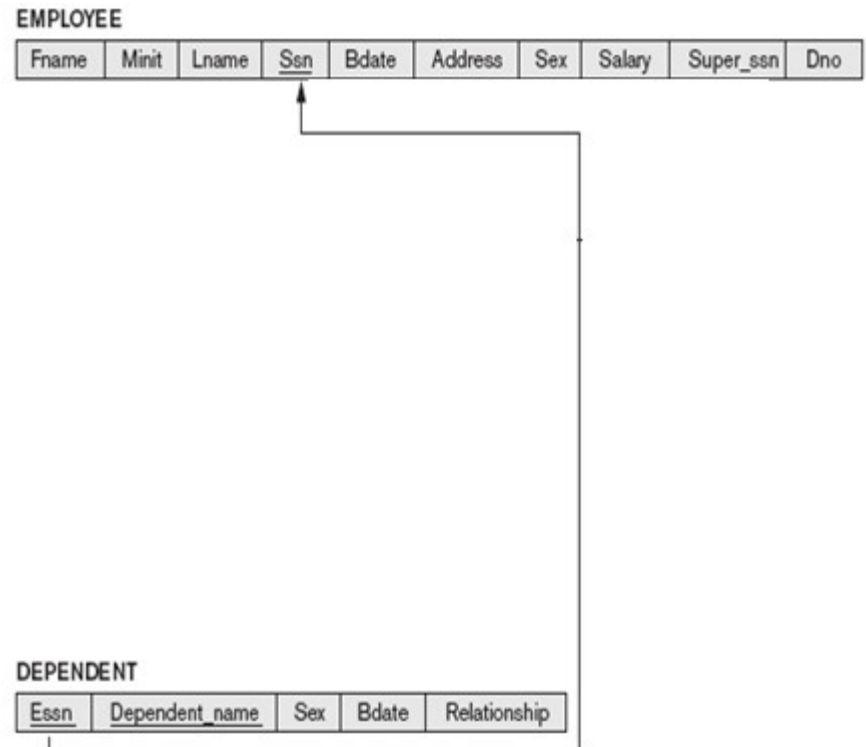 EMPLOYEE
Fname Minit Lname Ssn Bdate Address Sex Salary Super_ssn Dno
DEPENDENT
Essn Dependent_name Sex Bdate Relationship